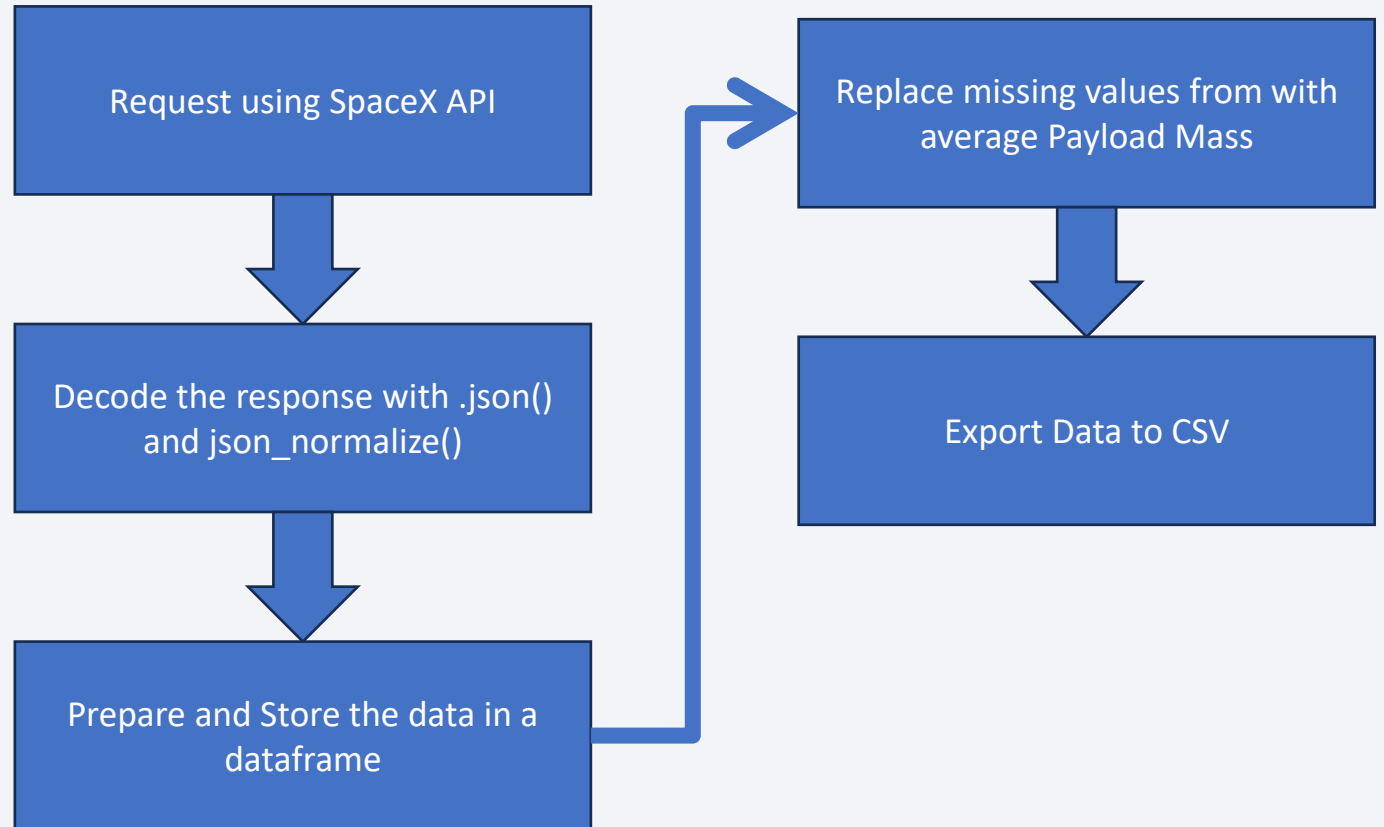 Request using SpaceX API
Decode the response with .json()
and json_normalize()
Prepare and Store the data in a
dataframe
Replace missing values from with
average Payload Mass
Export Data to CSV